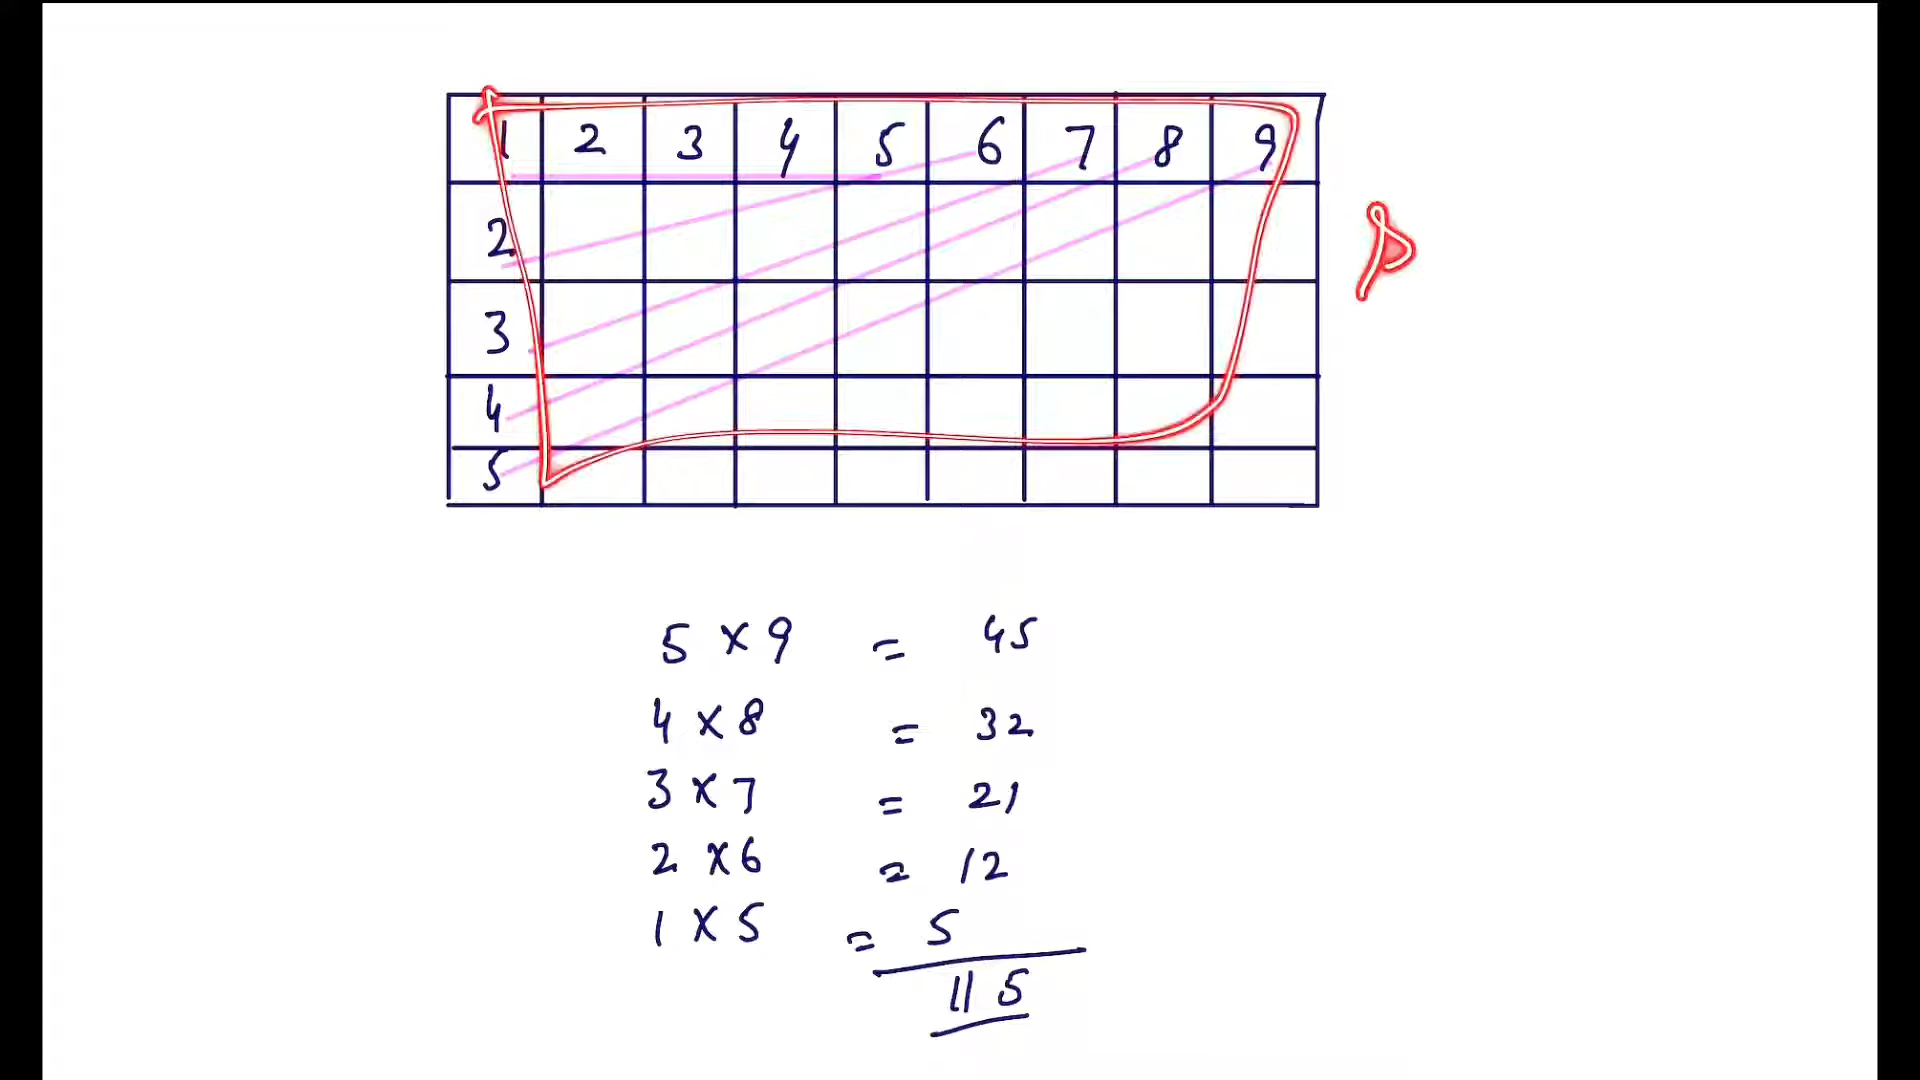 1 2 3 4 5 6 7 8 9
2
3
4
5
5 × 9 = 45
4 × 8 = 32
3 × 7 = 21
2 × 6 = 12
1 × 5 = 5
115